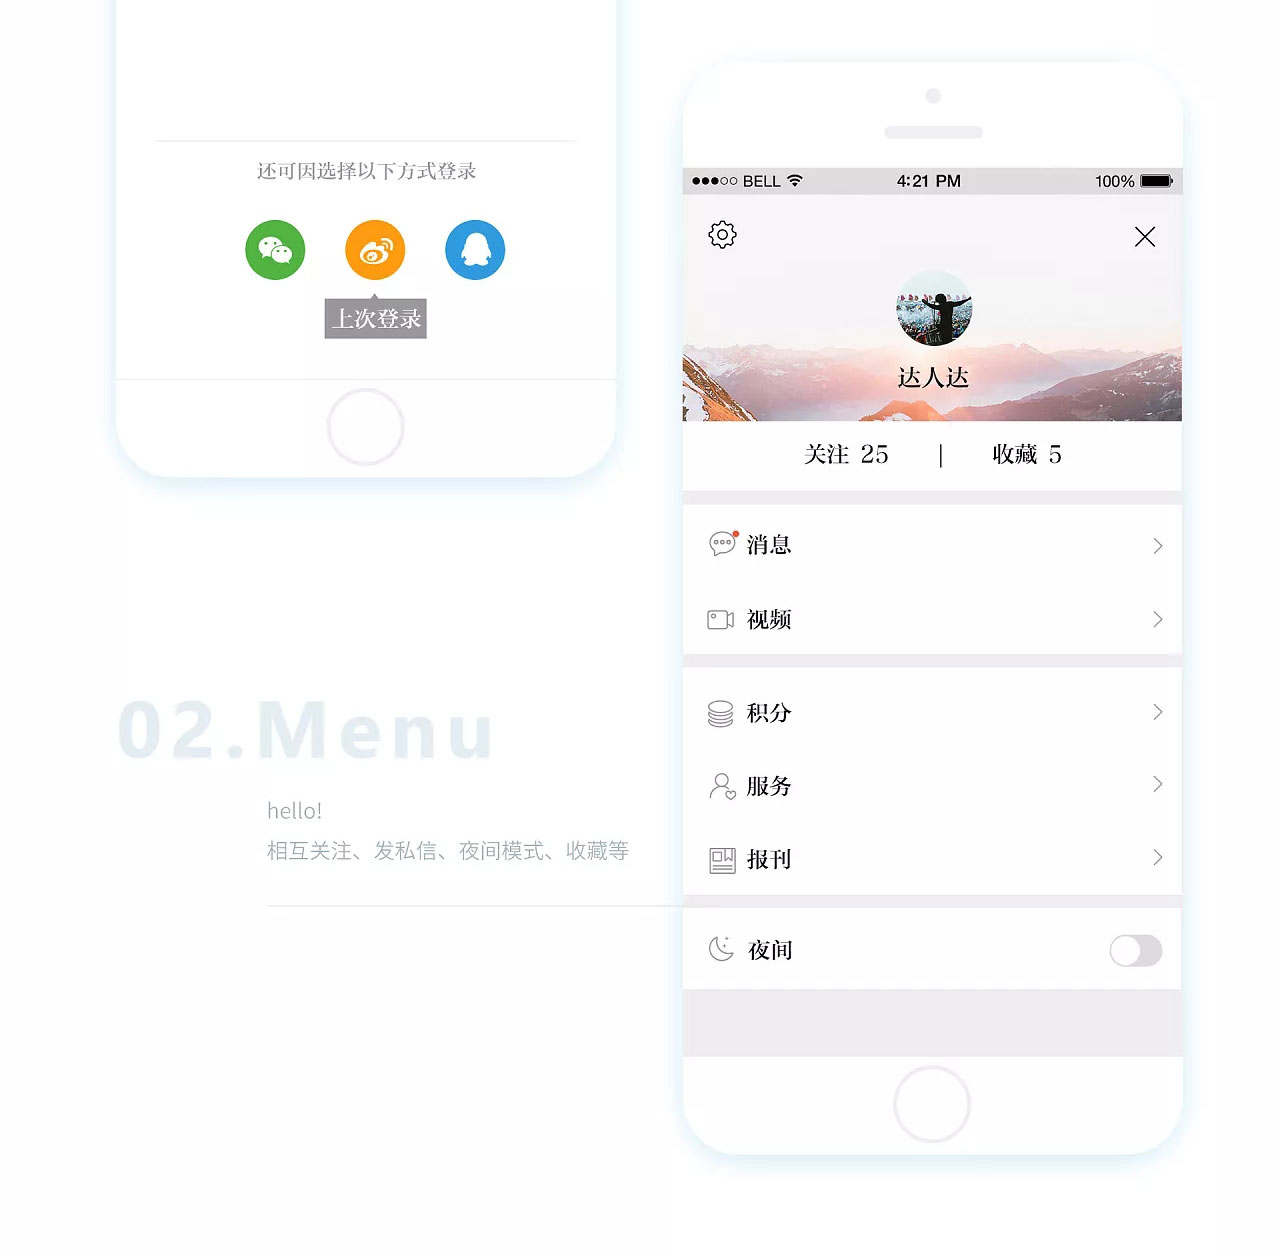 还可因选择以下方式登录
上次登录
●●●○○ BELL 4:21 PM 100%
达人达
关注 25 | 收藏 5
消息
视频
积分
服务
报刊
夜间
02.Menu
hello!
相互关注、发私信、夜间模式、收藏等